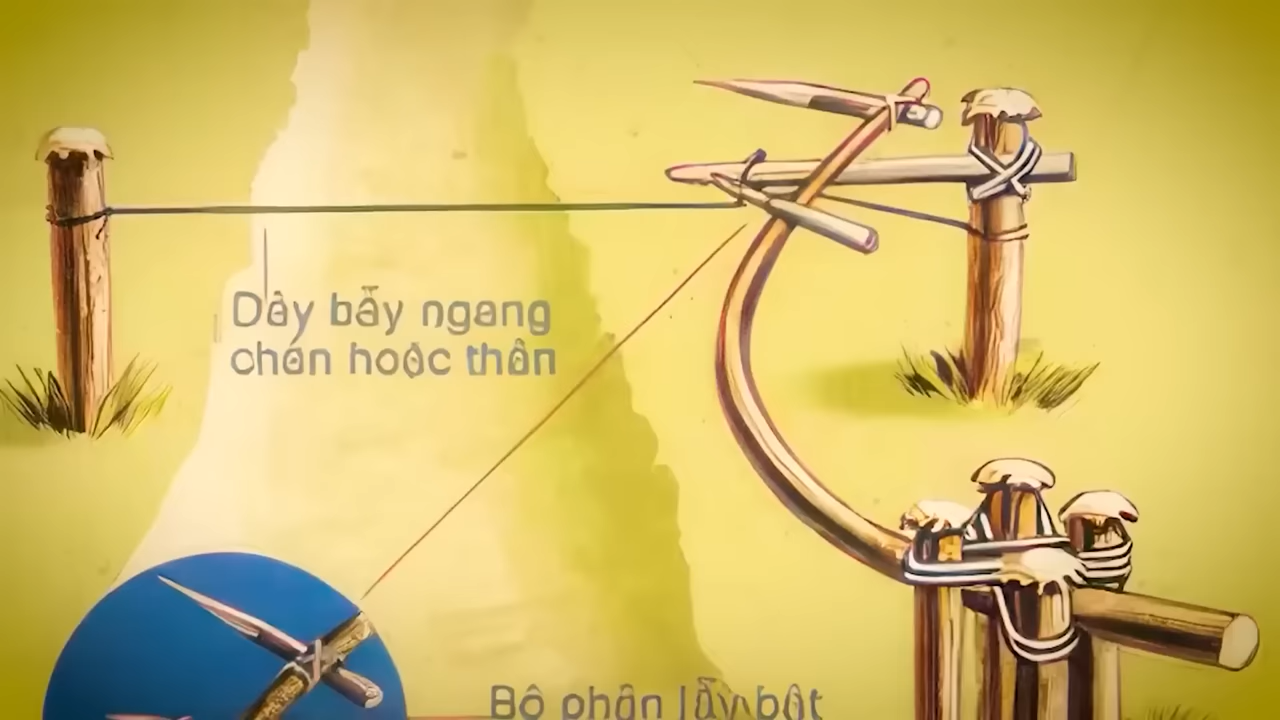 Dây bẫy ngang
chân hoặc thân
Bộ phận lẫy bật